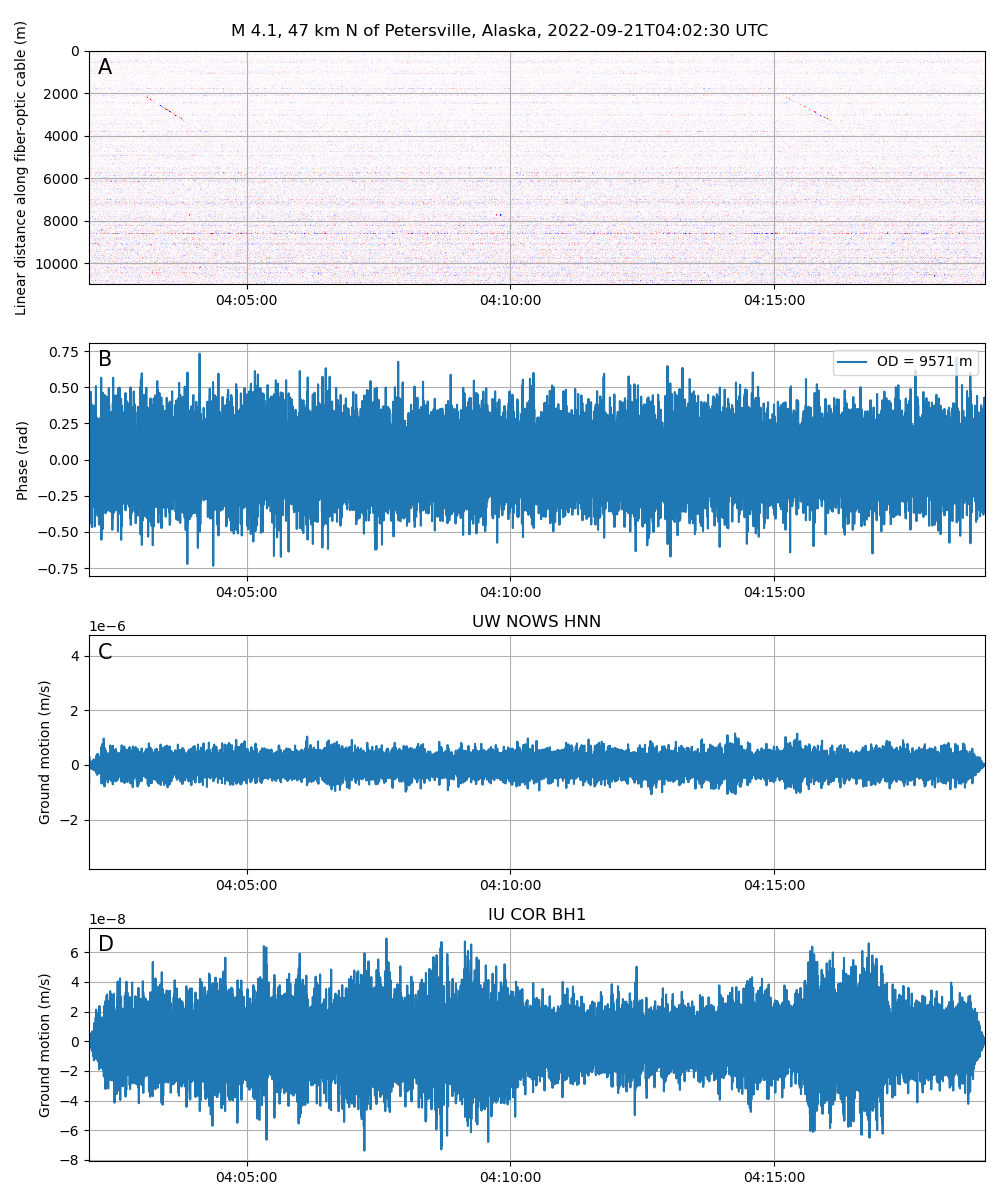 M 4.1, 47 km N of Petersville, Alaska, 2022-09-21T04:02:30 UTC
Linear distance along fiber-optic cable (m)
A
0
2000
4000
6000
8000
10000
04:05:00 04:10:00 04:15:00
Phase (rad)
B
OD = 9571 m
0.75
0.50
0.25
0.00
−0.25
−0.50
−0.75
04:05:00 04:10:00 04:15:00
UW NOWS HNN
1e−6
Ground motion (m/s)
C
4
2
0
−2
04:05:00 04:10:00 04:15:00
IU COR BH1
1e−8
Ground motion (m/s)
D
6
4
2
0
−2
−4
−6
−8
04:05:00 04:10:00 04:15:00